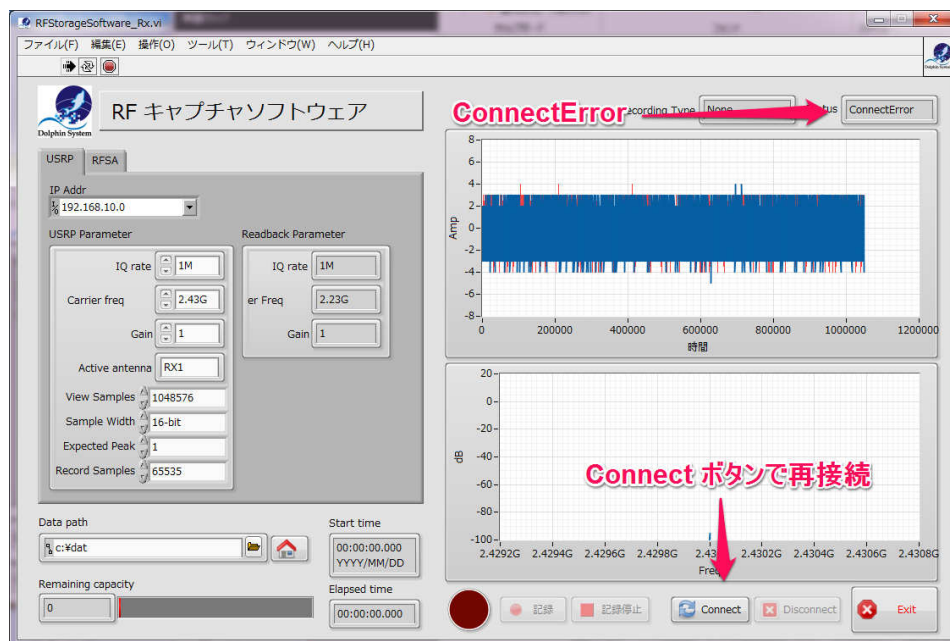 RFStorageSoftware_Rx.vi
ファイル(F) 編集(E) 操作(O) ツール(T) ウィンドウ(W) ヘルプ(H)
Dolphin System
RF キャプチャソフトウェア
ConnectError
Recording Type None
Status ConnectError
USRP RFSA
IP Addr
192.168.10.0
USRP Parameter
IQ rate 1M
Carrier freq 2.43G
Gain 1
Active antenna RX1
View Samples 1048576
Sample Width 16-bit
Expected Peak 1
Record Samples 65535
Readback Parameter
IQ rate 1M
er Freq 2.23G
Gain 1
Amp
8
6
4
2
0
-2
-4
-6
-8
0 200000 400000 600000 800000 1000000 1200000
時間
dB
20
0
-20
-40
-60
-80
-100
Connect ボタンで再接続
2.4292G 2.4294G 2.4296G 2.4298G 2.43 2.4302G 2.4304G 2.4306G 2.4308G
Freq
Data path
c:¥dat
Start time
00:00:00.000
YYYY/MM/DD
Remaining capacity
0
Elapsed time
00:00:00.000
記録 記録停止 Connect Disconnect Exit